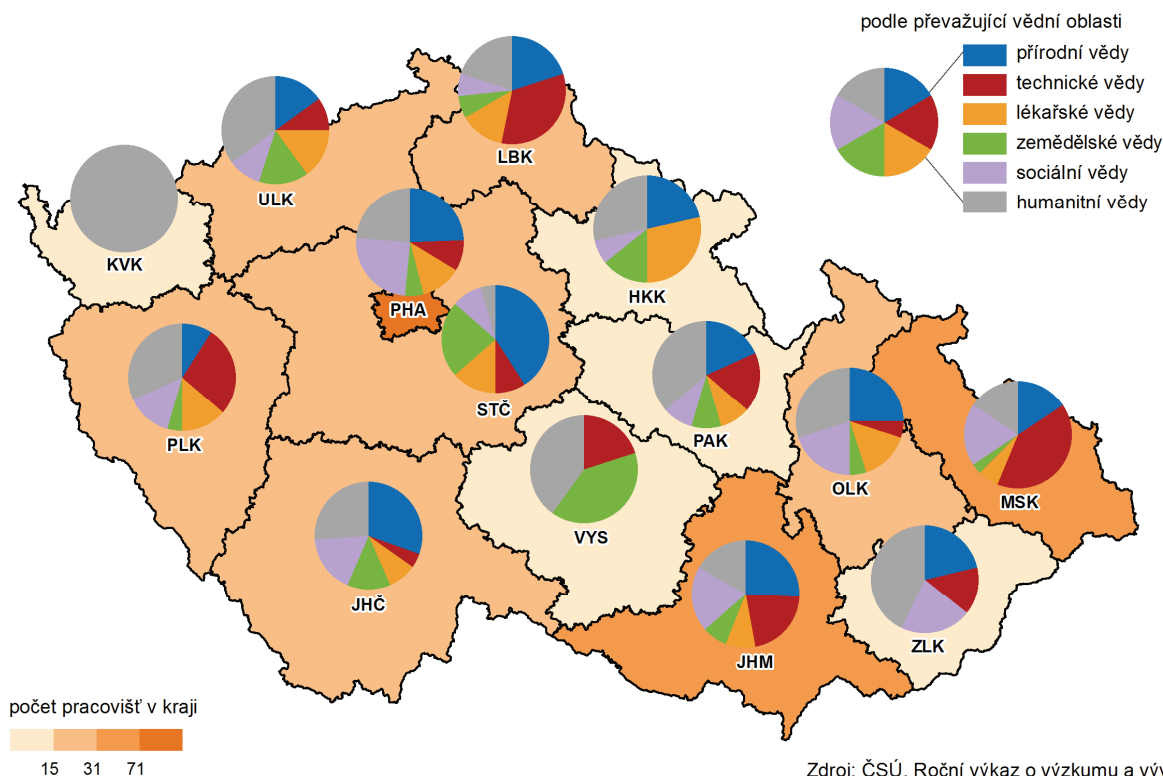 podle převažující vědní oblasti
přírodní vědy
technické vědy
lékařské vědy
zemědělské vědy
sociální vědy
humanitní vědy
LBK
ULK
KVK
HKK
PHA
STČ
PLK
PAK
OLK
MSK
VYS
JHČ
ZLK
JHM
počet pracovišť v kraji
15 31 71
Zdroj: ČSÚ, Roční výkaz o výzkumu a výv